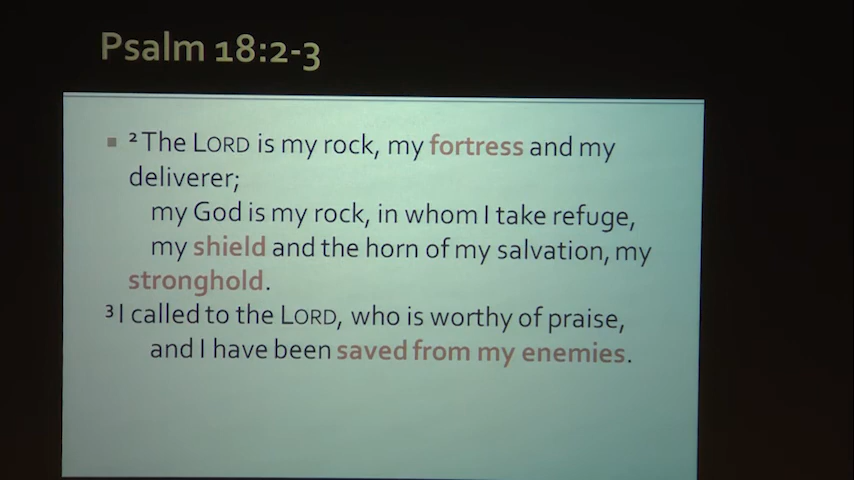 Psalm 18:2-3
² The LORD is my rock, my fortress and my
deliverer;
my God is my rock, in whom I take refuge,
my shield and the horn of my salvation, my
stronghold.
³ I called to the LORD, who is worthy of praise,
and I have been saved from my enemies.